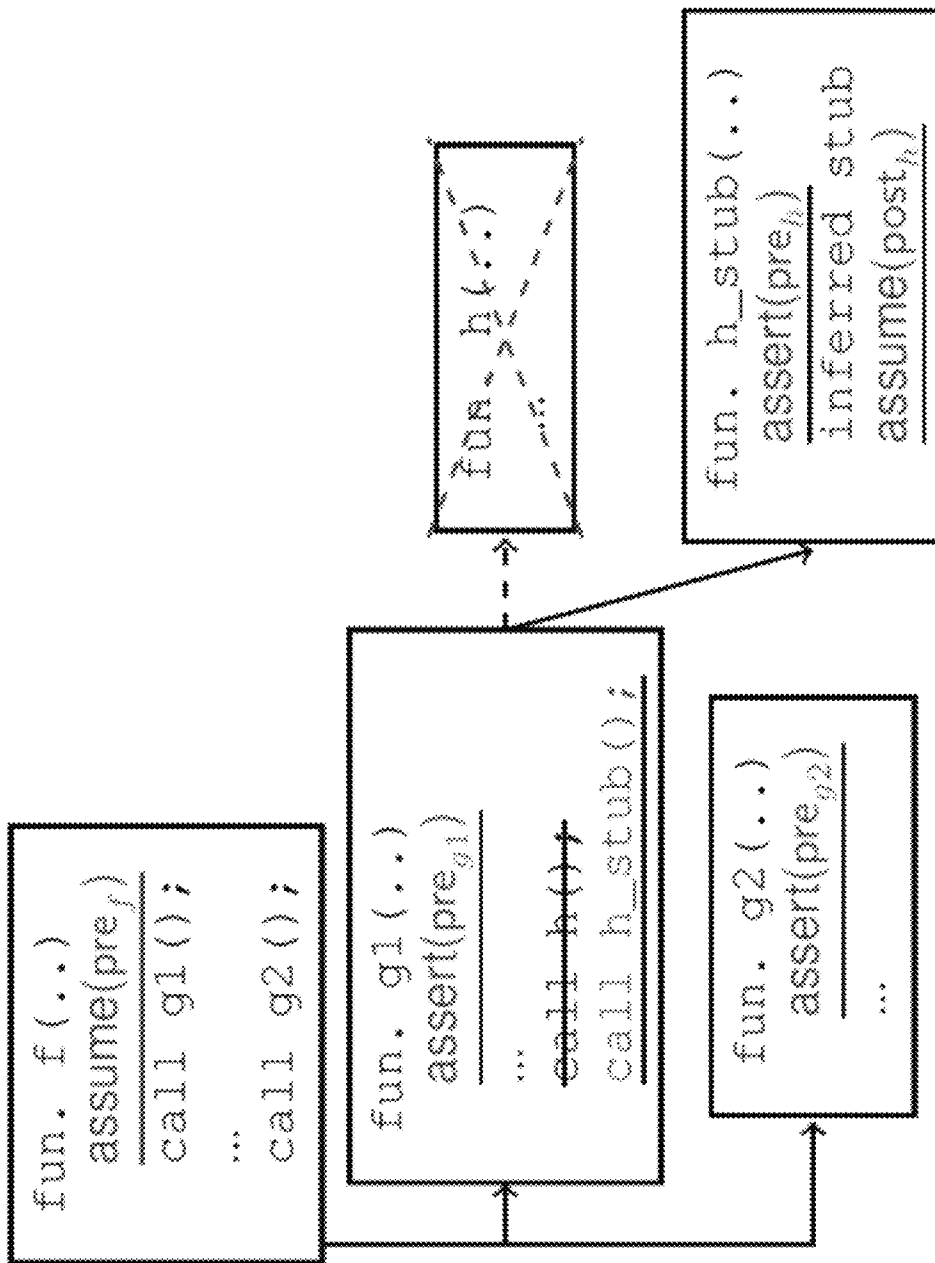 fun. f(..)
assume(pre_f)
call g1();
...
call g2();
fun. g1(..)
assert(pre_g1)
...
call h();
call h_stub();
fun. g2(..)
assert(pre_g2)
...
fun. h(..)
...
fun. h_stub(..)
assert(pre_h)
inferred stub
assume(post_h)